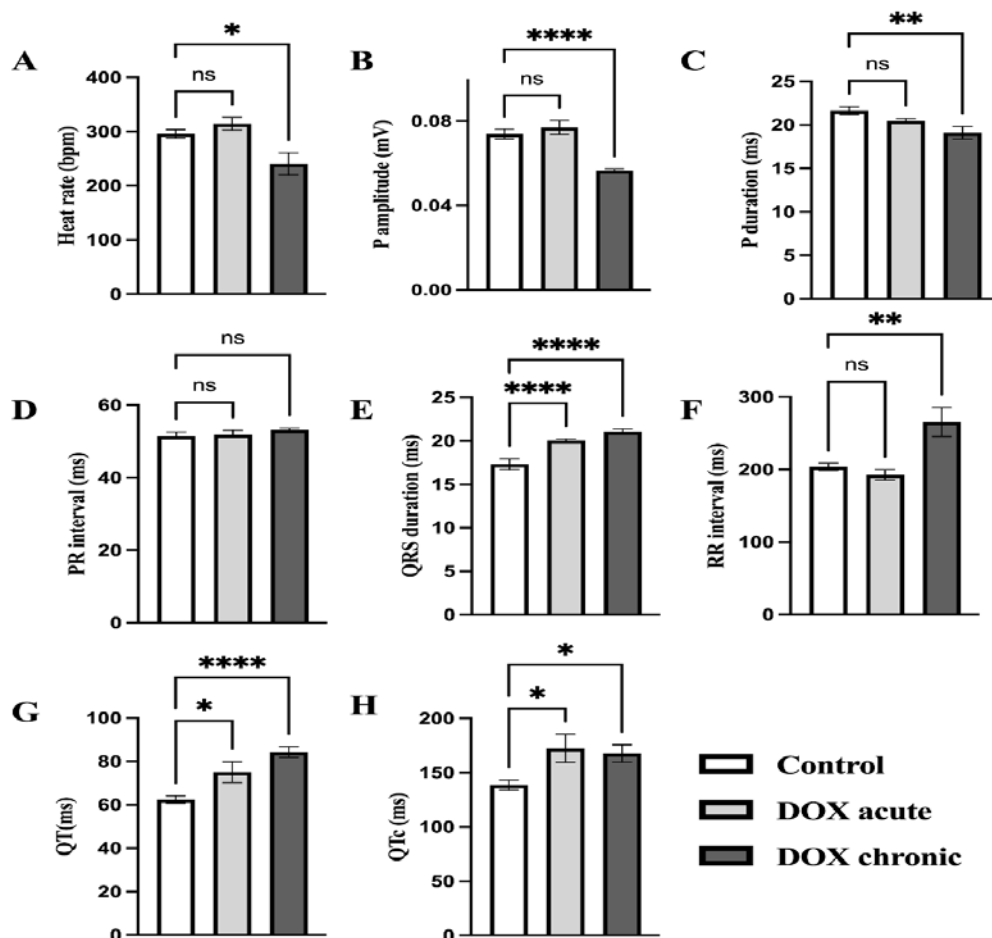 A
Heat rate (bpm)
400
300
200
100
0
ns
*
B
P amplitude (mV)
0.08
0.04
0.00
ns
****
C
P duration (ms)
25
20
15
10
5
0
ns
**
D
PR interval (ms)
60
40
20
0
ns
ns
E
QRS duration (ms)
25
20
15
10
5
0
****
****
F
RR interval (ms)
300
200
100
0
ns
**
G
QT(ms)
100
80
60
40
20
0
*
****
H
QTc (ms)
200
150
100
50
0
*
*
Control
DOX acute
DOX chronic